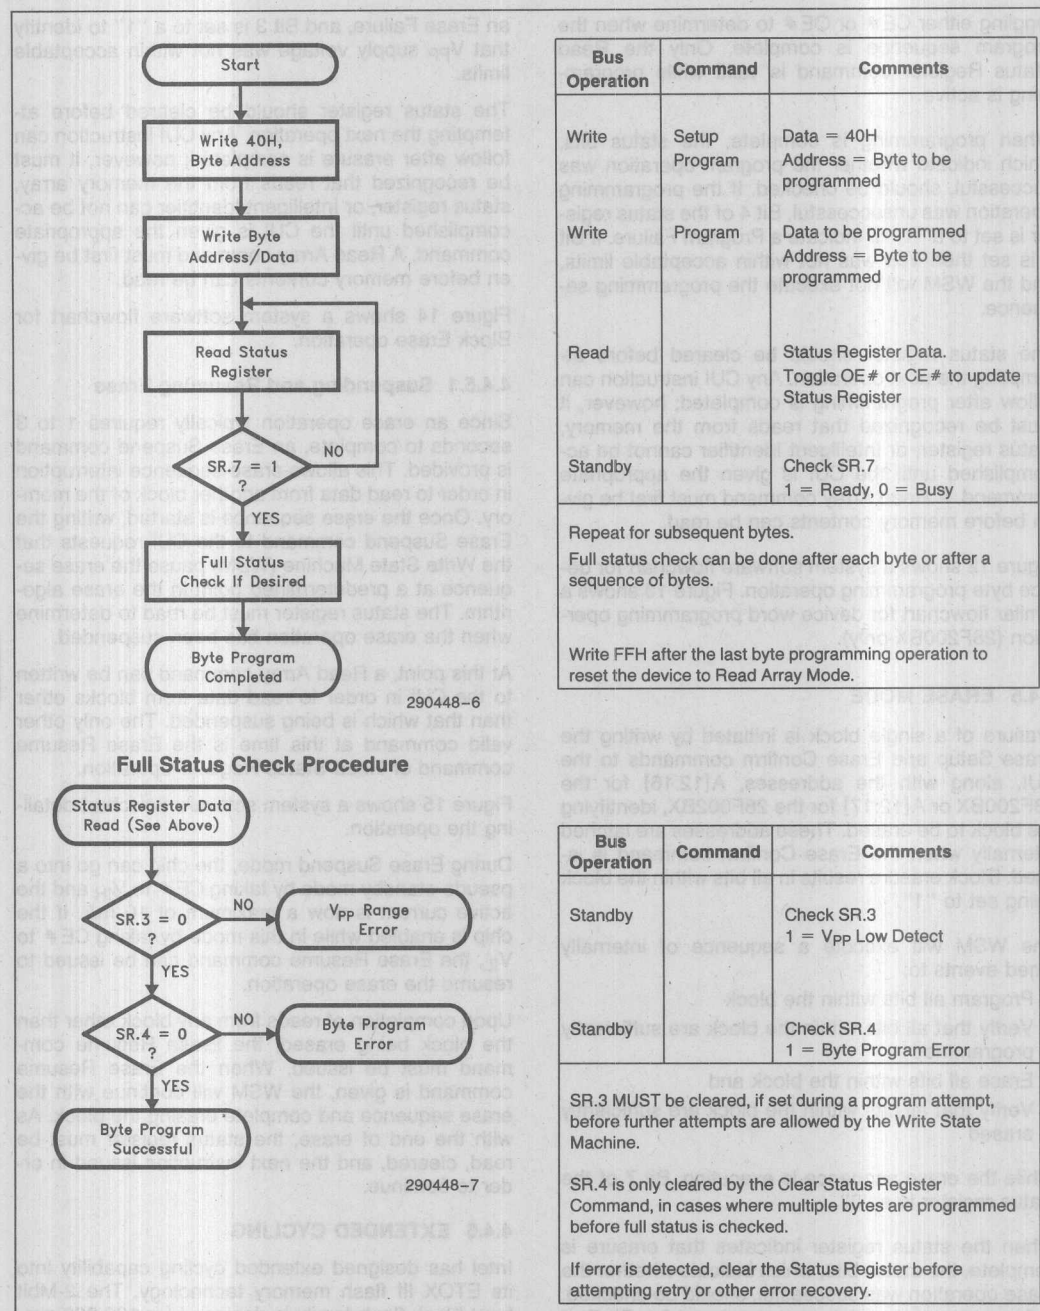 Start
Write 40H,
Byte Address
Write Byte
Address/Data
Read Status
Register
SR.7 = 1
?
NO
YES
Full Status
Check If Desired
Byte Program
Completed
290448-6
Bus Operation Command Comments
Write Setup Data = 40H
Program Address = Byte to be
programmed
Write Program Data to be programmed
Address = Byte to be
programmed
Read Status Register Data.
Toggle OE# or CE# to update
Status Register
Standby Check SR.7
1 = Ready, 0 = Busy
Repeat for subsequent bytes.
Full status check can be done after each byte or after a
sequence of bytes.
Write FFH after the last byte programming operation to
reset the device to Read Array Mode.
Full Status Check Procedure
Status Register Data
Read (See Above)
SR.3 = 0
?
NO
VPP Range
Error
YES
SR.4 = 0
?
NO
Byte Program
Error
YES
Byte Program
Successful
290448-7
Bus Operation Command Comments
Standby Check SR.3
1 = VPP Low Detect
Standby Check SR.4
1 = Byte Program Error
SR.3 MUST be cleared, if set during a program attempt,
before further attempts are allowed by the Write State
Machine.
SR.4 is only cleared by the Clear Status Register
Command, in cases where multiple bytes are programmed
before full status is checked.
If error is detected, clear the Status Register before
attempting retry or other error recovery.